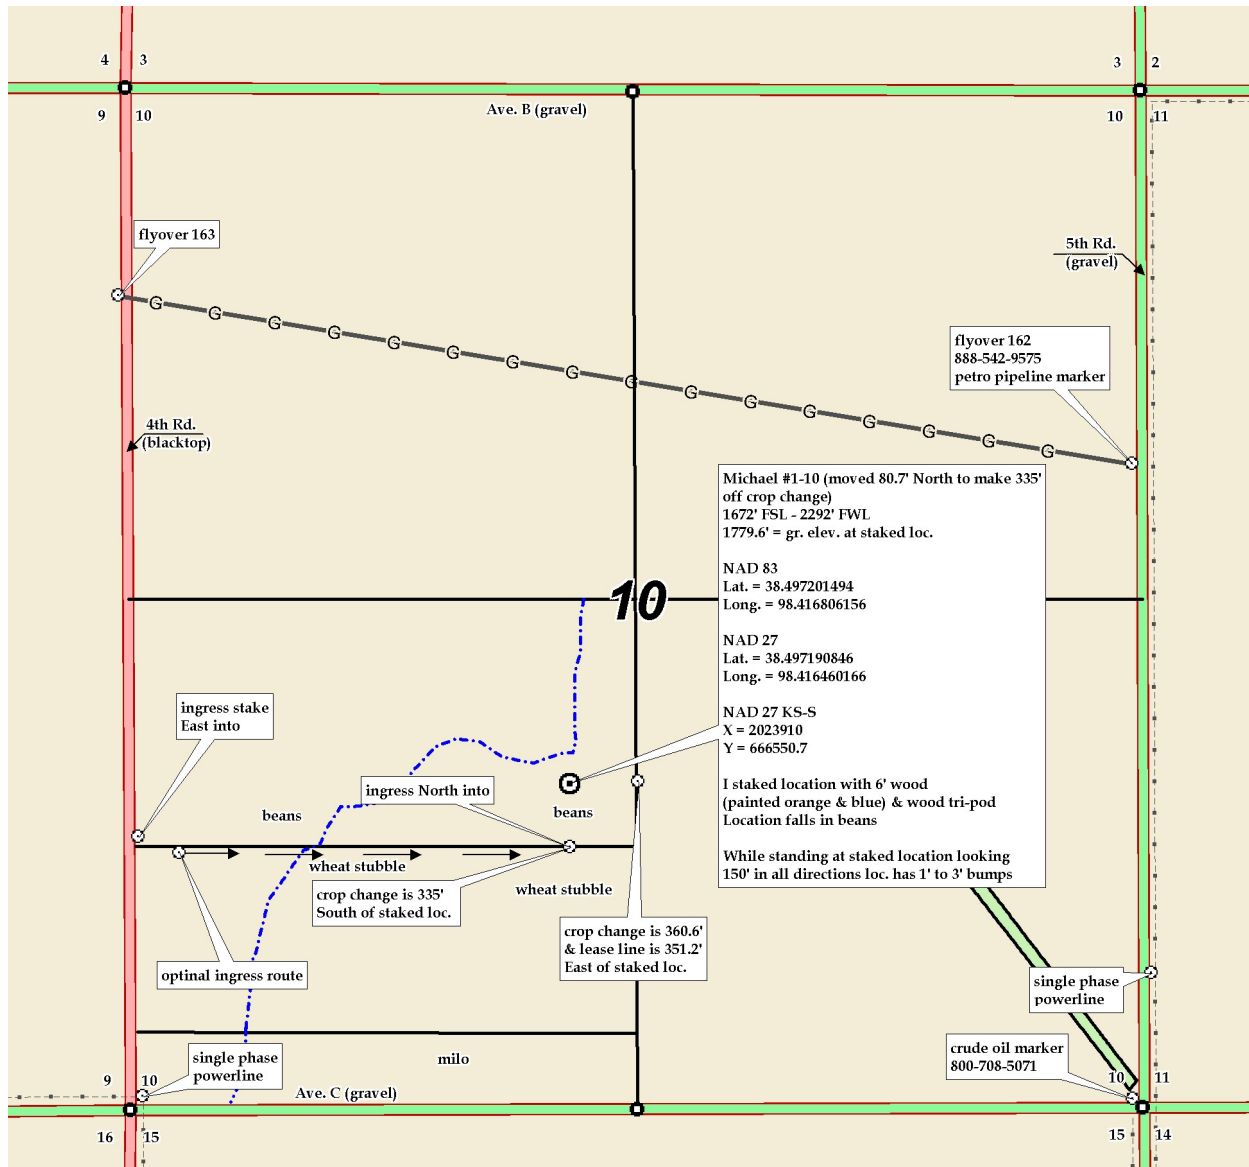 4 3
3 2
9 10
Ave. B (gravel)
10 11
flyover 163
5th Rd.
(gravel)
G G G G G G G G G G G G G G G G
flyover 162
888-542-9575
petro pipeline marker
4th Rd.
(blacktop)
Michael #1-10 (moved 80.7' North to make 335'
off crop change)
1672' FSL - 2292' FWL
1779.6' = gr. elev. at staked loc.
NAD 83
Lat. = 38.497201494
Long. = 98.416806156
NAD 27
Lat. = 38.497190846
Long. = 98.416460166
NAD 27 KS-S
X = 2023910
Y = 666550.7
I staked location with 6' wood
(painted orange & blue) & wood tri-pod
Location falls in beans
While standing at staked location looking
150' in all directions loc. has 1' to 3' bumps
10
ingress stake
East into
ingress North into
beans
beans
wheat stubble
crop change is 335'
South of staked loc.
wheat stubble
crop change is 360.6'
& lease line is 351.2'
East of staked loc.
optinal ingress route
single phase
powerline
single phase
powerline
milo
crude oil marker
800-708-5071
9 10
Ave. C (gravel)
10 11
16 15
15 14